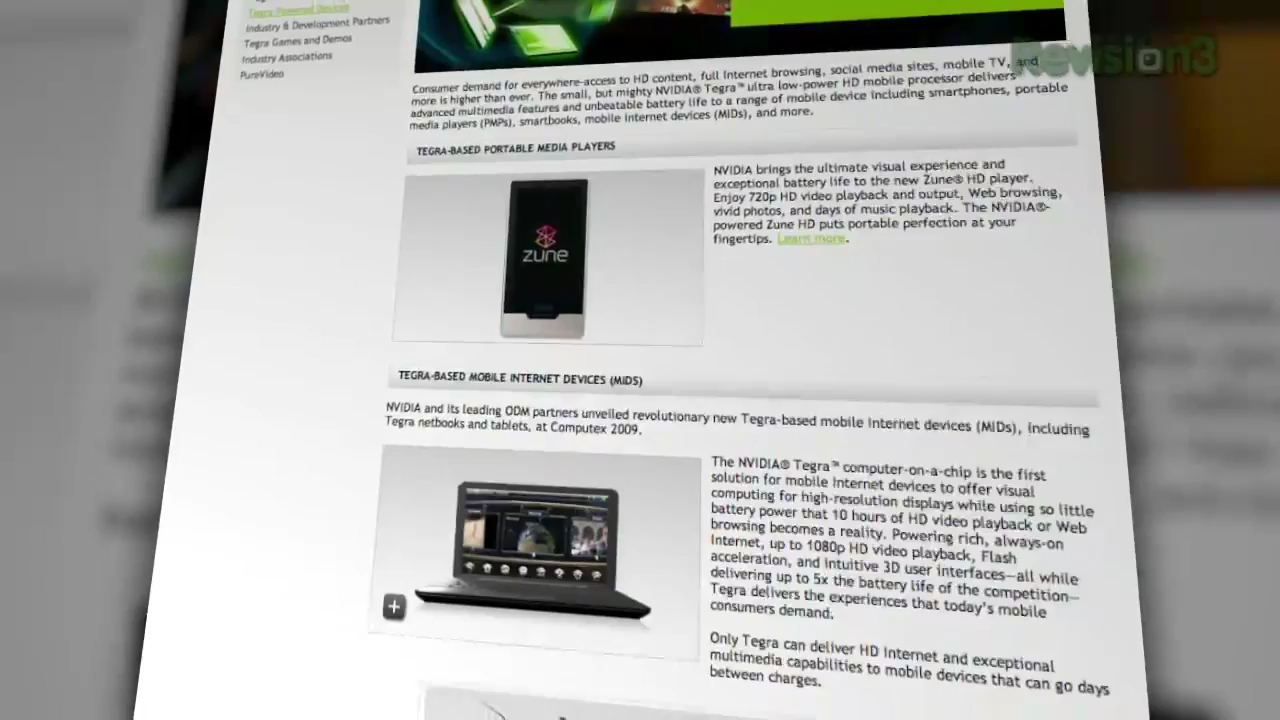 Tegra Powered Devices
Industry & Development Partners
Tegra Games and Demos
Industry Associations
PureVideo
Revision3
Consumer demand for everywhere-access to HD content, full Internet browsing, social media sites, mobile TV, and
more is higher than ever. The small, but mighty NVIDIA® Tegra™ ultra low-power HD mobile processor delivers
advanced multimedia features and unbeatable battery life to a range of mobile device including smartphones, portable
media players (PMPs), smartbooks, mobile internet devices (MIDs), and more.
TEGRA-BASED PORTABLE MEDIA PLAYERS
NVIDIA brings the ultimate visual experience and
exceptional battery life to the new Zune® HD player.
Enjoy 720p HD video playback and output, Web browsing,
vivid photos, and days of music playback. The NVIDIA®-
powered Zune HD puts portable perfection at your
fingertips. Learn more.
zune
TEGRA-BASED MOBILE INTERNET DEVICES (MIDS)
NVIDIA and its leading ODM partners unveiled revolutionary new Tegra-based mobile internet devices (MIDs), including
Tegra netbooks and tablets, at Computex 2009.
The NVIDIA® Tegra™ computer-on-a-chip is the first
solution for mobile internet devices to offer visual
computing for high-resolution displays while using so little
battery power that 10 hours of HD video playback or Web
browsing becomes a reality. Powering rich, always-on
Internet, up to 1080p HD video playback, Flash
acceleration, and intuitive 3D user interfaces—all while
delivering up to 5x the battery life of the competition—
Tegra delivers the experiences that today's mobile
consumers demand.
Only Tegra can deliver HD Internet and exceptional
multimedia capabilities to mobile devices that can go days
between charges.